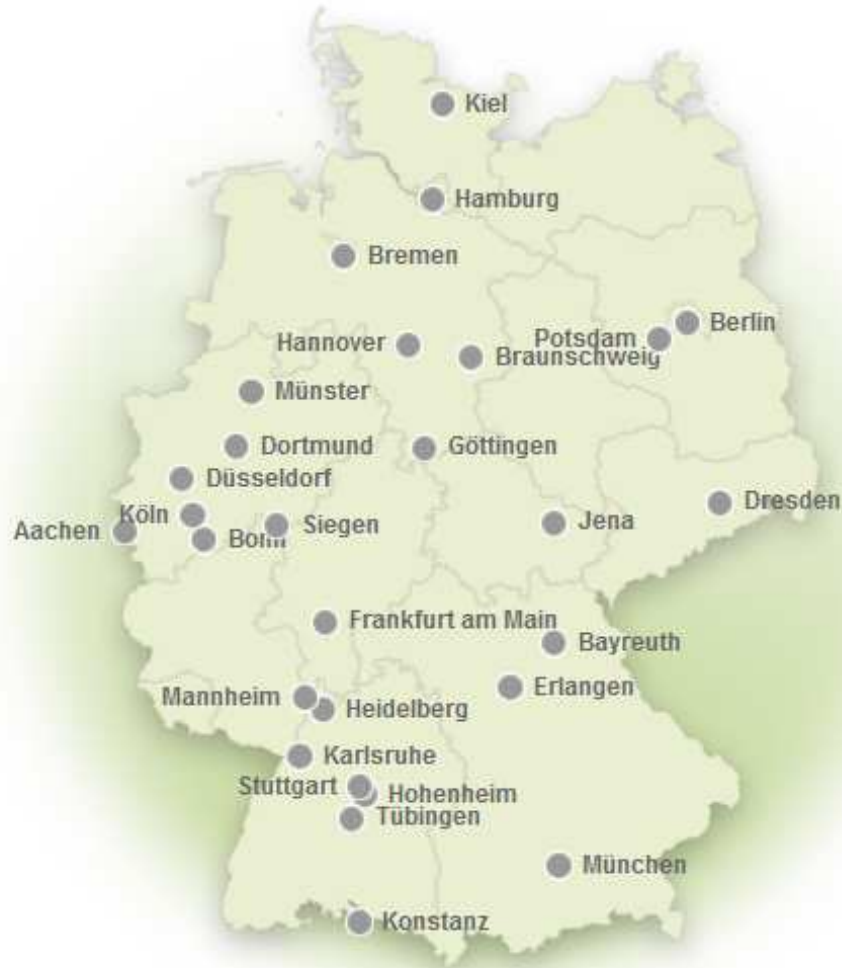 Kiel
Hamburg
Bremen
Berlin
Potsdam
Hannover
Braunschweig
Münster
Dortmund
Göttingen
Düsseldorf
Dresden
Köln
Jena
Siegen
Aachen
Bonn
Frankfurt am Main
Bayreuth
Erlangen
Mannheim
Heidelberg
Karlsruhe
Stuttgart
Hohenheim
Tübingen
München
Konstanz